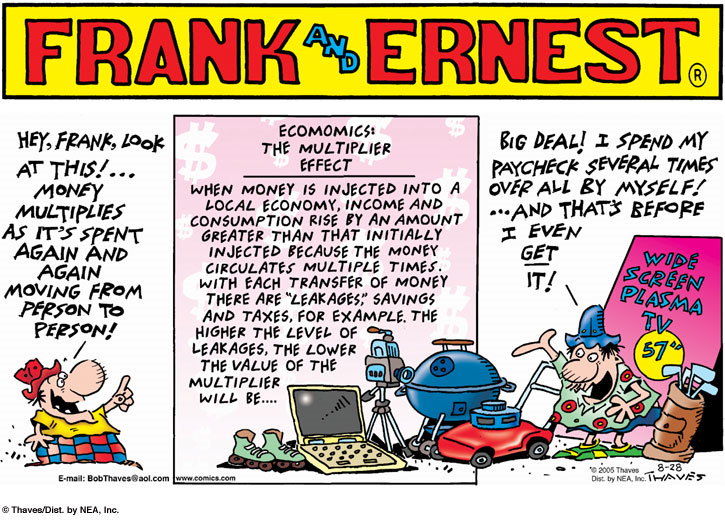 FRANK AND ERNEST
®
HEY, FRANK, LOOK
AT THIS!...
MONEY
MULTIPLIES
AS IT'S SPENT
AGAIN AND
AGAIN
MOVING FROM
PERSON TO
PERSON!
ECOMOMICS:
THE MULTIPLIER
EFFECT
WHEN MONEY IS INJECTED INTO A
LOCAL ECONOMY, INCOME AND
CONSUMPTION RISE BY AN AMOUNT
GREATER THAN THAT INITIALLY
INJECTED BECAUSE THE MONEY
CIRCULATES MULTIPLE TIMES.
WITH EACH TRANSFER OF MONEY
THERE ARE "LEAKAGES," SAVINGS
AND TAXES, FOR EXAMPLE. THE
HIGHER THE LEVEL OF
LEAKAGES, THE LOWER
THE VALUE OF THE
MULTIPLIER
WILL BE....
BIG DEAL! I SPEND MY
PAYCHECK SEVERAL TIMES
OVER ALL BY MYSELF!
...AND THAT'S BEFORE
I EVEN
GET
IT!
WIDE
SCREEN
PLASMA
TV
57"
E-mail: BobThaves@aol.com
www.comics.com
© 2005 Thaves
Dist. by NEA, Inc.
8-28
THAVES
© Thaves/Dist. by NEA, Inc.